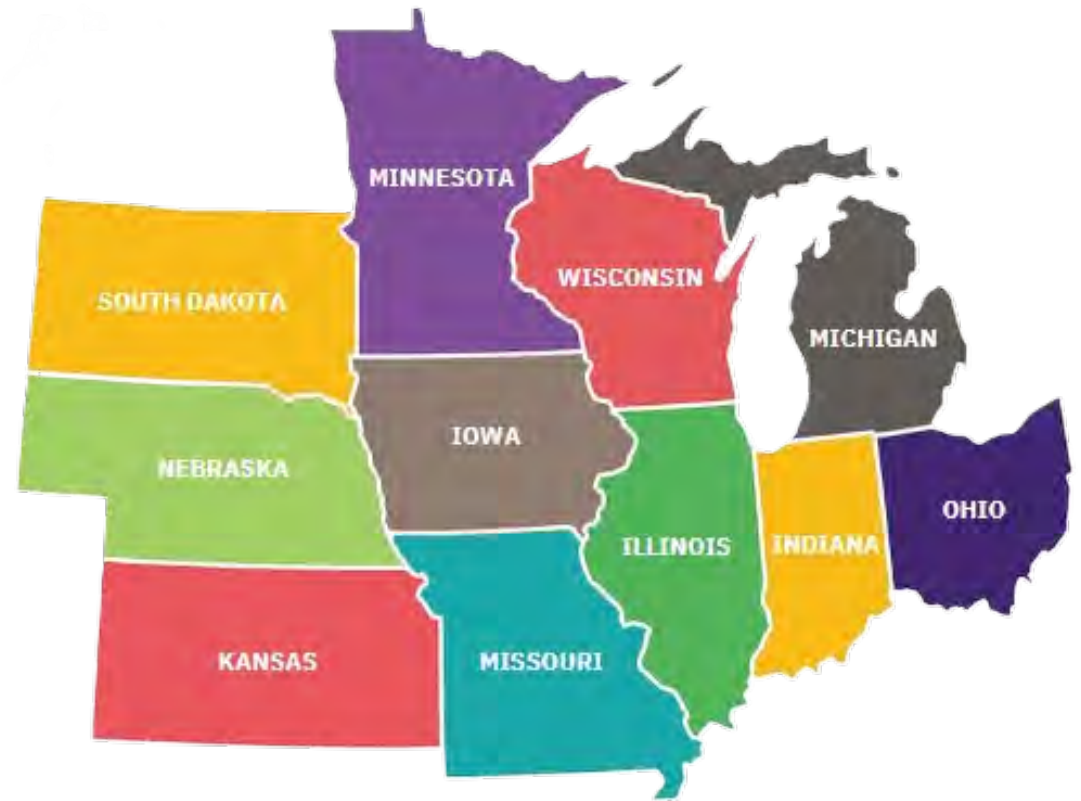 MINNESOTA
WISCONSIN
SOUTH DAKOTA
MICHIGAN
IOWA
NEBRASKA
OHIO
ILLINOIS
INDIANA
KANSAS
MISSOURI